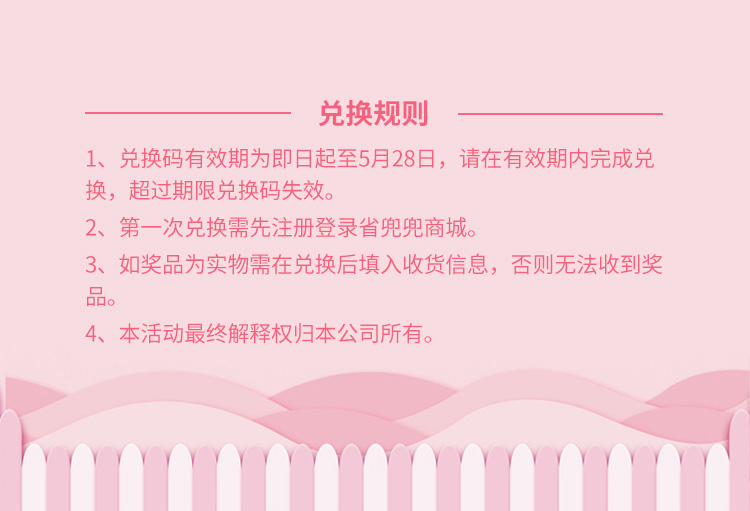 兑换规则
1、兑换码有效期为即日起至5月28日，请在有效期内完成兑
换，超过期限兑换码失效。
2、第一次兑换需先注册登录省兜兜商城。
3、如奖品为实物需在兑换后填入收货信息，否则无法收到奖
品。
4、本活动最终解释权归本公司所有。